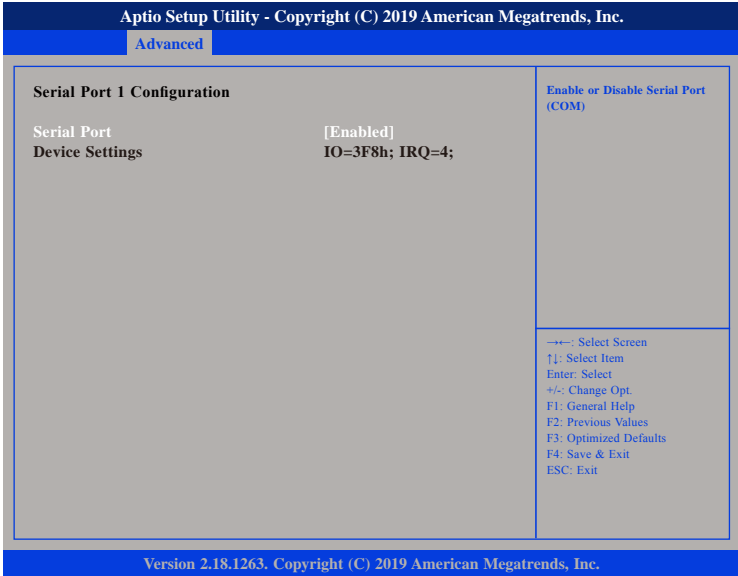 Aptio Setup Utility - Copyright (C) 2019 American Megatrends, Inc.
Advanced
Serial Port 1 Configuration
Serial Port [Enabled]
Device Settings IO=3F8h; IRQ=4;
Enable or Disable Serial Port
(COM)
→←: Select Screen
↑↓: Select Item
Enter: Select
+/-: Change Opt.
F1: General Help
F2: Previous Values
F3: Optimized Defaults
F4: Save & Exit
ESC: Exit
Version 2.18.1263. Copyright (C) 2019 American Megatrends, Inc.